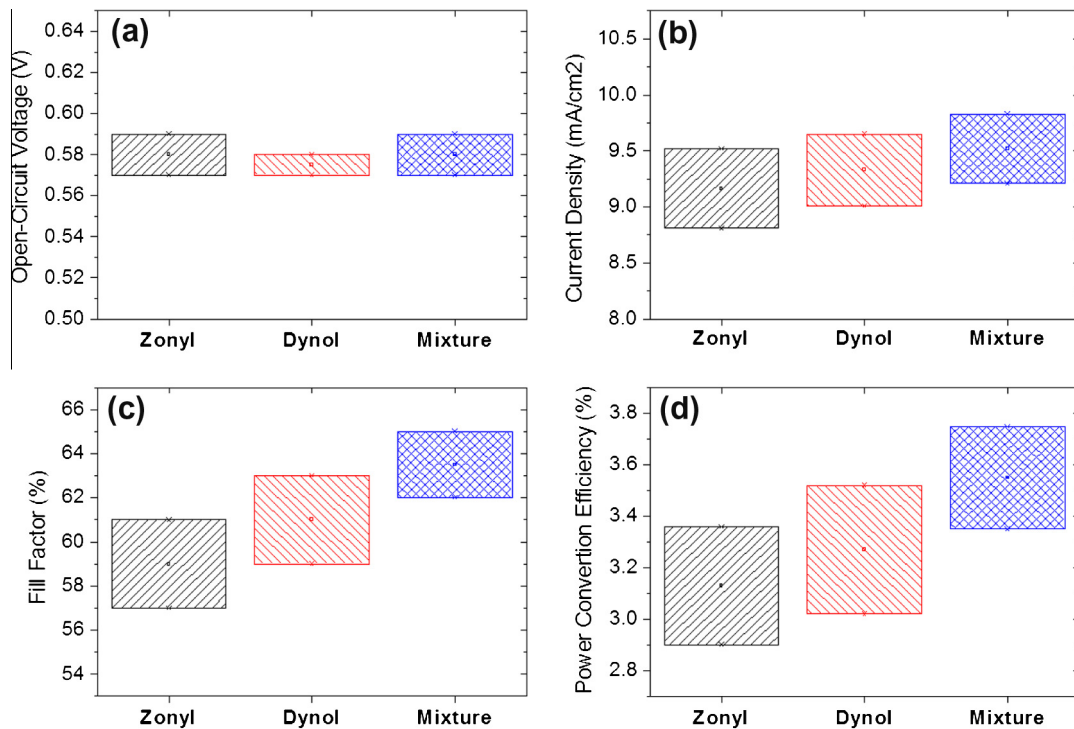 (a)
Open-Circuit Voltage (V)
0.64
0.62
0.60
0.58
0.56
0.54
0.52
0.50
Zonyl Dynol Mixture
(b)
Current Density (mA/cm2)
10.5
10.0
9.5
9.0
8.5
8.0
Zonyl Dynol Mixture
(c)
Fill Factor (%)
66
64
62
60
58
56
54
Zonyl Dynol Mixture
(d)
Power Convertion Efficiency (%)
3.8
3.6
3.4
3.2
3.0
2.8
Zonyl Dynol Mixture